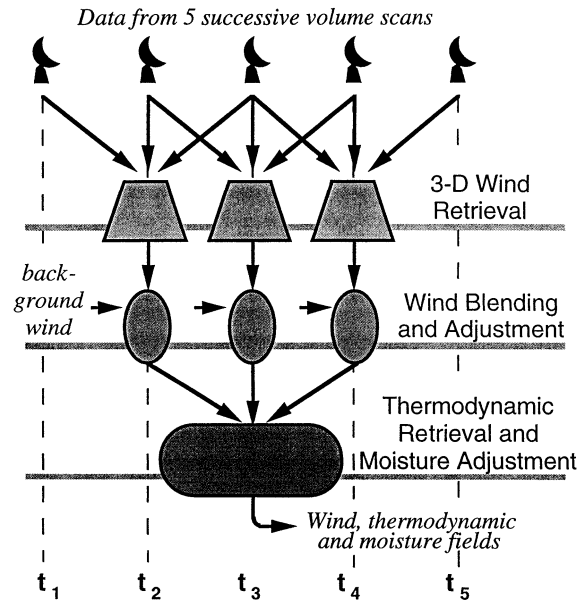 Data from 5 successive volume scans
3-D Wind
Retrieval
back-
ground
wind
Wind Blending
and Adjustment
Thermodynamic
Retrieval and
Moisture Adjustment
Wind, thermodynamic
and moisture fields
t1 t2 t3 t4 t5